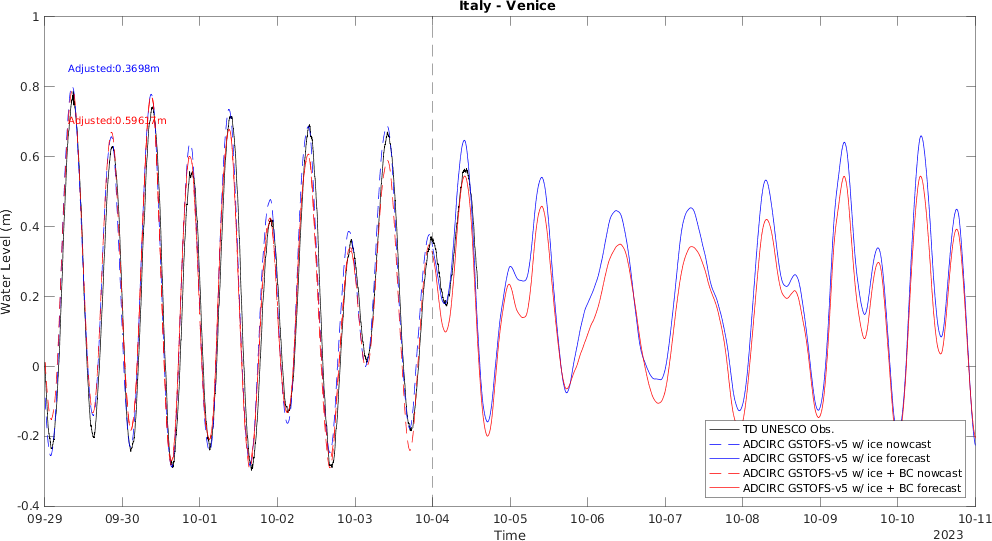 Italy - Venice
1
0.8
0.6
0.4
0.2
0
-0.2
-0.4
Water Level (m)
Adjusted:0.3698m
Adjusted:0.59617m
TD UNESCO Obs.
ADCIRC GSTOFS-v5 w/ ice nowcast
ADCIRC GSTOFS-v5 w/ ice forecast
ADCIRC GSTOFS-v5 w/ ice + BC nowcast
ADCIRC GSTOFS-v5 w/ ice + BC forecast
09-29 09-30 10-01 10-02 10-03 10-04 10-05 10-06 10-07 10-08 10-09 10-10 10-11
Time
2023